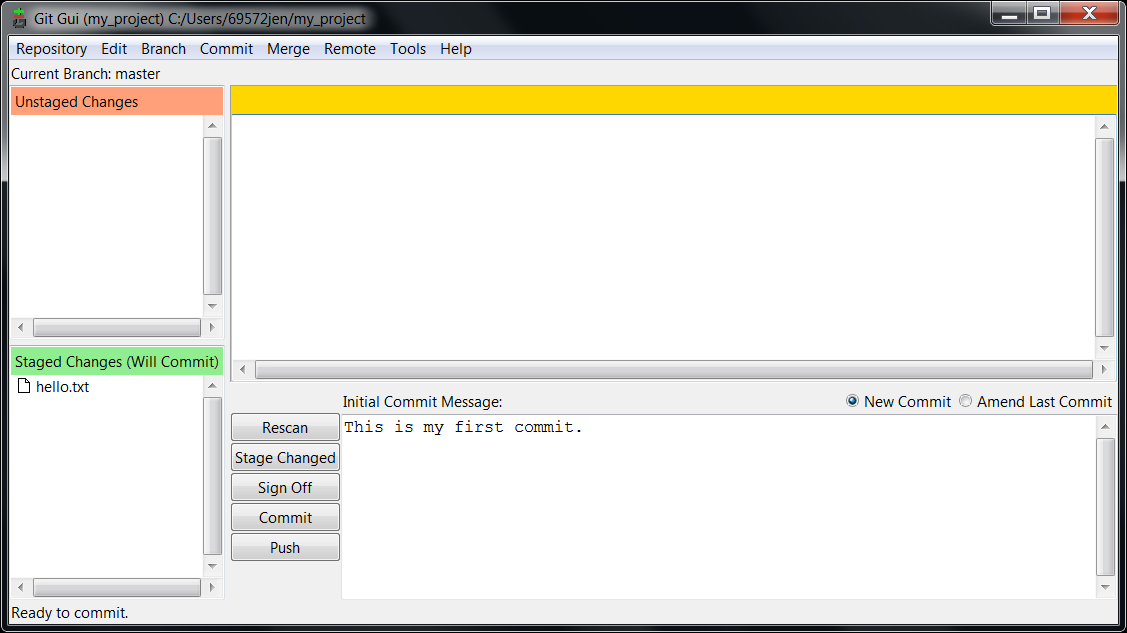 Git Gui (my_project) C:/Users/69572jen/my_project
Repository Edit Branch Commit Merge Remote Tools Help
Current Branch: master
Unstaged Changes
Staged Changes (Will Commit)
hello.txt
Initial Commit Message: New Commit Amend Last Commit
Rescan
Stage Changed
Sign Off
Commit
Push
This is my first commit.
Ready to commit.